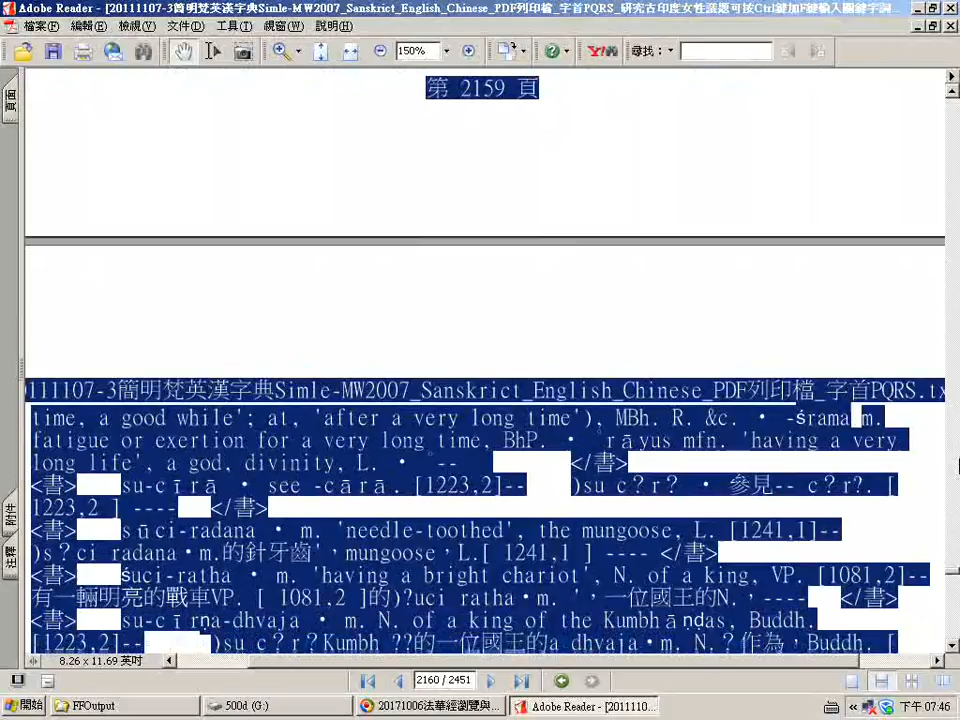 Adobe Reader - [20111107-3簡明梵英漢字典Simle-MW2007_Sanskrict_English_Chinese_PDF列印檔_字首PQRS_研究古印度女性議題可按Ctrl鍵加F鍵輸入關鍵字詞...
檔案(F) 編輯(E) 檢視(V) 文件(D) 工具(T) 視窗(W) 說明(H)
150% Y! 尋找:
頁面
第 2159 頁
111107-3簡明梵英漢字典Simle-MW2007_Sanskrict_English_Chinese_PDF列印檔_字首PQRS.tx
time, a good while'; at, 'after a very long time'), MBh. R. &c. • -śrama m.
fatigue or exertion for a very long time, BhP. • °rāyus mfn. 'having a very
long life', a god, divinity, L. • °-- </書>
<書> su-cīrā • see -cārā. [1223,2]-- )su c?r? • 參見-- c?r?. [
1223,2 ] ---- </書>
<書> sūci-radana • m. 'needle-toothed', the mungoose, L. [1241,1]--
)s?ci radana•m.的針牙齒',mungoose,L.[ 1241,1 ] ---- </書>
<書> śuci-ratha • m. 'having a bright chariot', N. of a king, VP. [1081,2]--
有一輛明亮的戰車VP. [ 1081,2 ]的)?uci ratha•m. ',一位國王的N.,---- </書>
<書> su-cīrṇa-dhvaja • m. N. of a king of the Kumbhāṇḍas, Buddh.
[1223,2]-- )su c?r?Kumbh ??的一位國王的a dhvaja•m. N.?作為,Buddh. [
附件
注釋
8.26 x 11.69 英吋
2160 / 2451
開始 FFOutput 500d (G:) 20171006法華經瀏覽與... Adobe Reader - [2011110... 下午 07:46